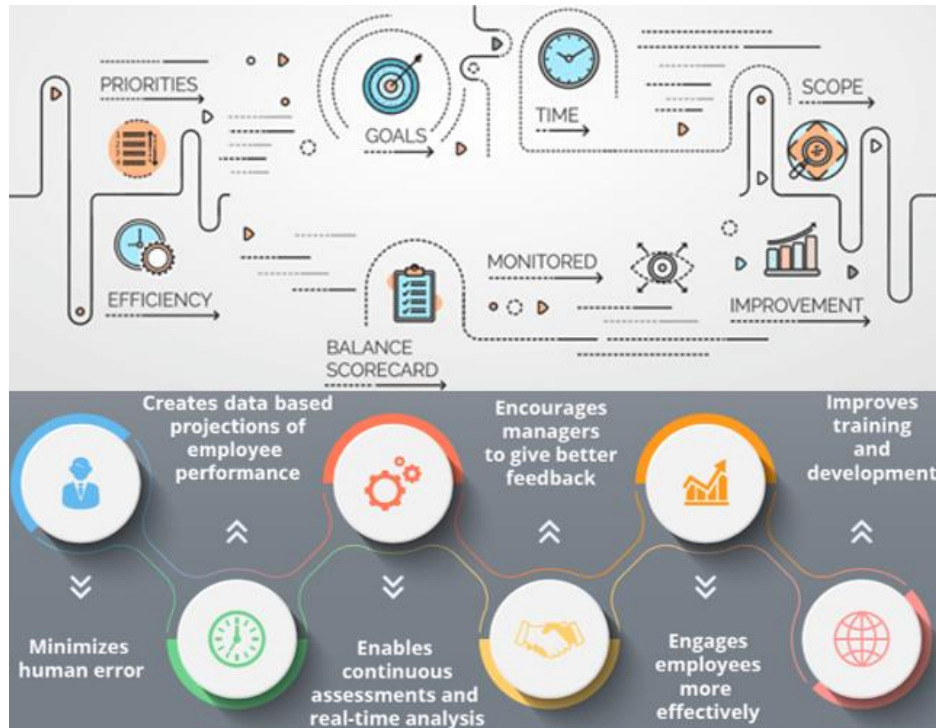 PRIORITIES
GOALS
TIME
SCOPE
EFFICIENCY
BALANCE
SCORECARD
MONITORED
IMPROVEMENT
Minimizes
human error
Creates data based
projections of
employee
performance
Enables
continuous
assessments and
real-time analysis
Encourages
managers
to give better
feedback
Engages
employees
more
effectively
Improves
training
and
development